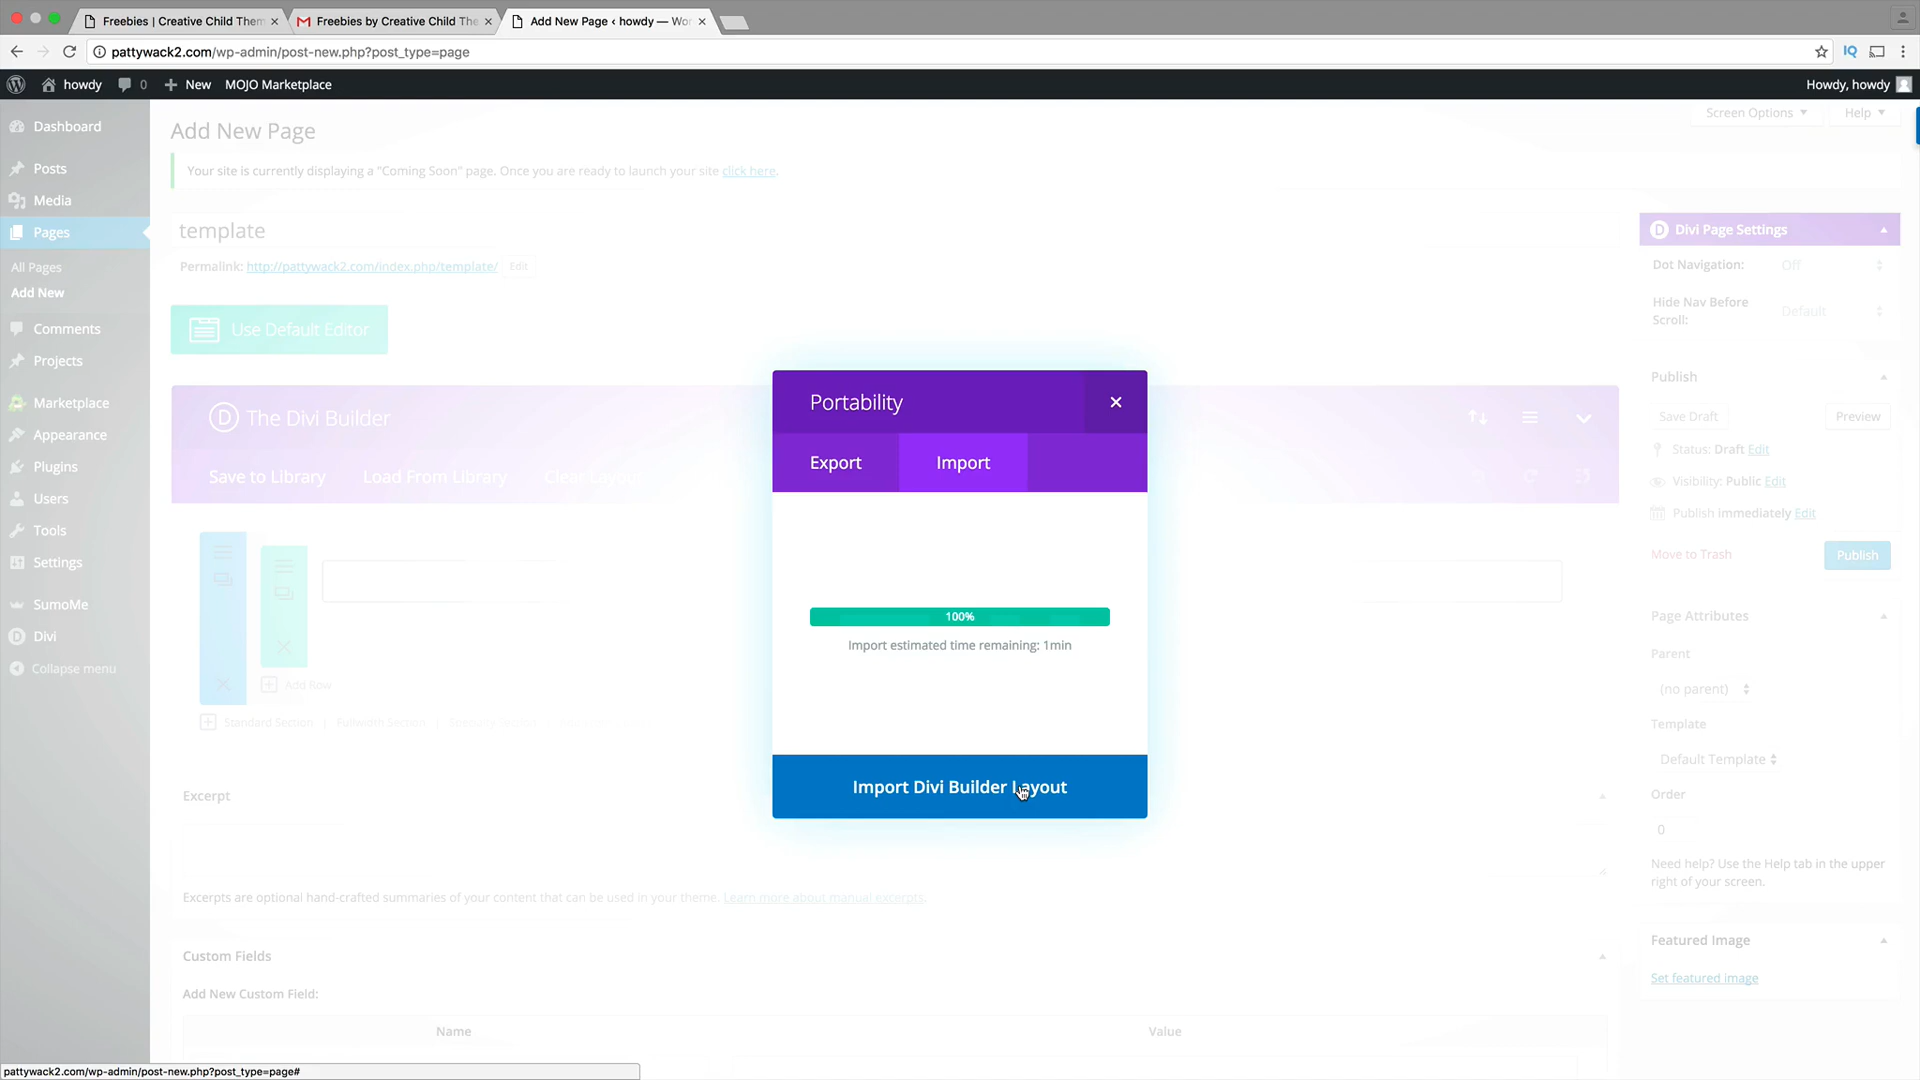 Freebies | Creative Child Them
Freebies by Creative Child The
Add New Page ‹ howdy — Wor
pattywack2.com/wp-admin/post-new.php?post_type=page
IQ
howdy
0
New
MOJO Marketplace
Howdy, howdy
Dashboard
Posts
Media
Pages
All Pages
Add New
Comments
Projects
Marketplace
Appearance
Plugins
Users
Tools
Settings
SumoMe
Divi
Collapse menu
Add New Page
Screen Options
Help
Your site is currently displaying a "Coming Soon" page. Once you are ready to launch your site click here.
template
Permalink: http://pattywack2.com/index.php/template/ Edit
Use Default Editor
D The Divi Builder
Save to Library
Load From Library
Clear Layout
Add Row
Standard Section | Fullwidth Section | Specialty Section
Portability
Export
Import
100%
Import estimated time remaining: 1min
Import Divi Builder Layout
Excerpt
Excerpts are optional hand-crafted summaries of your content that can be used in your theme. Learn more about manual excerpts.
Custom Fields
Add New Custom Field:
Name
Value
D Divi Page Settings
Dot Navigation: Off
Hide Nav Before
Scroll:
Default
Publish
Save Draft
Preview
Status: Draft Edit
Visibility: Public Edit
Publish immediately Edit
Move to Trash
Publish
Page Attributes
Parent
(no parent)
Template
Default Template
Order
0
Need help? Use the Help tab in the upper
right of your screen.
Featured Image
Set featured image
pattywack2.com/wp-admin/post-new.php?post_type=page#